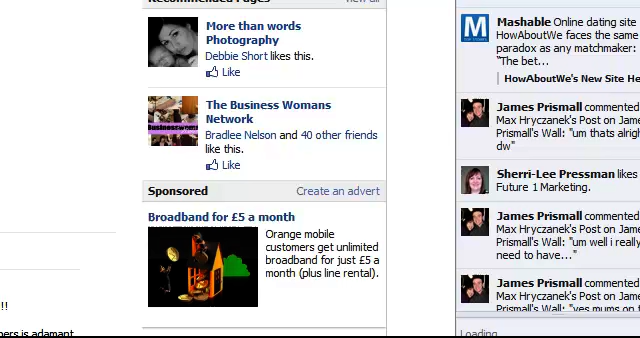 Recommended Pages
More than words
Photography
Debbie Short likes this.
Like
The Business Womans
Network
Bradlee Nelson and 40 other friends
like this.
Like
Sponsored
Create an advert
Broadband for £5 a month
Orange mobile
customers get unlimited
broadband for just £5 a
month (plus line rental).
!!
ners is adamant
Mashable Online dating site
HowAboutWe faces the same
paradox as any matchmaker:
"The bet...
HowAboutWe's New Site He
James Prismall commented
Max Hryczanek's Post on Jame
Prismall's Wall: "um thats alrigh
dw"
Sherri-Lee Pressman likes
Future 1 Marketing.
James Prismall commented
Max Hryczanek's Post on Jame
Prismall's Wall: "um well i really
need to have..."
James Prismall commented
Max Hryczanek's Post on Jame
Prismall's Wall: "yes mums on t
Loading